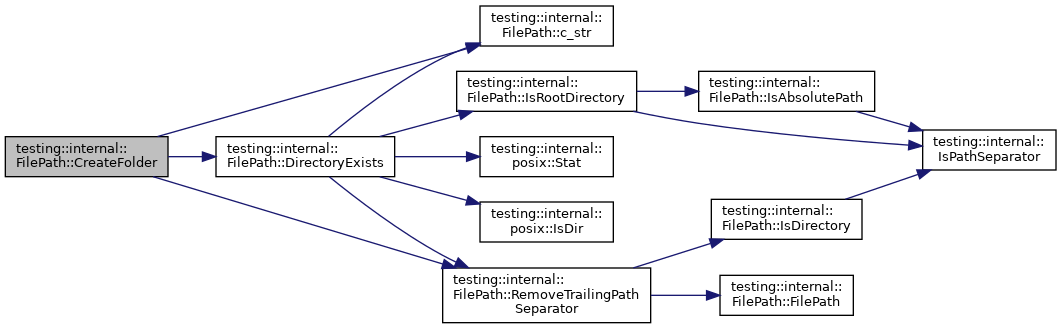 testing::internal::
FilePath::CreateFolder
testing::internal::
FilePath::DirectoryExists
testing::internal::
FilePath::c_str
testing::internal::
FilePath::IsRootDirectory
testing::internal::
posix::Stat
testing::internal::
posix::IsDir
testing::internal::
FilePath::RemoveTrailingPath
Separator
testing::internal::
FilePath::IsAbsolutePath
testing::internal::
FilePath::IsDirectory
testing::internal::
FilePath::FilePath
testing::internal::
IsPathSeparator